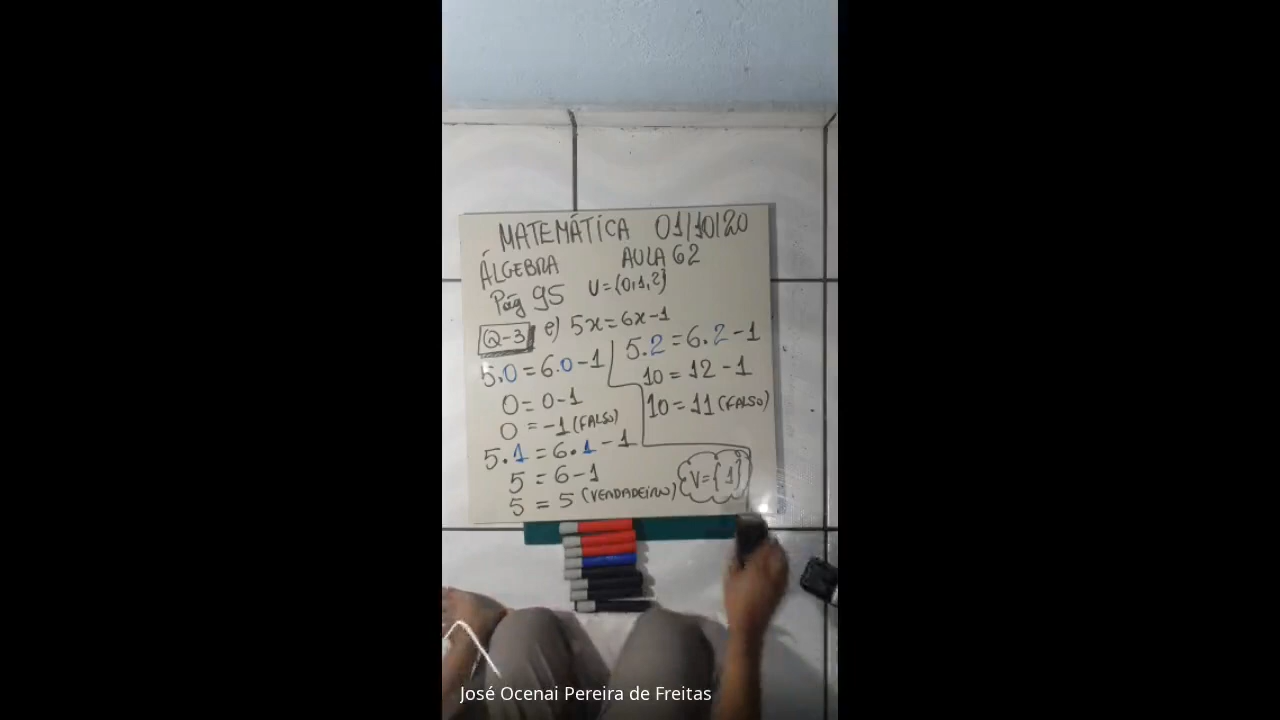 MATEMÁTICA 01/10/20
ÁLGEBRA AULA 62
Pág 95 U={0,1,2}
Q-3 e) 5x=6x-1
5.0=6.0-1
0=0-1
0=-1(FALSO)
5.1=6.1-1
5=6-1
5=5(VERDADEIRO)
5.2=6.2-1
10=12-1
10=11(FALSO)
V={1}
José Ocenai Pereira de Freitas